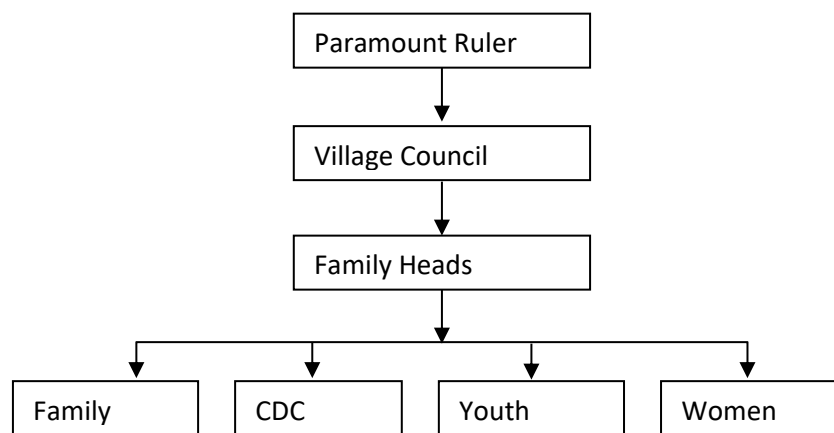 Paramount Ruler
Village Council
Family Heads
Family
CDC
Youth
Women